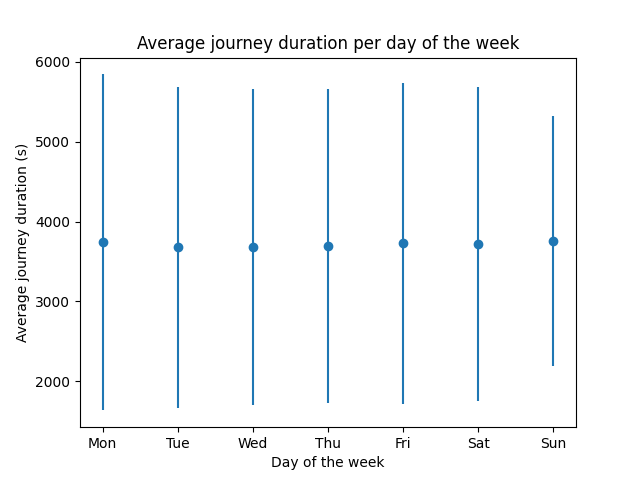 Average journey duration per day of the week
6000
5000
4000
3000
2000
Average journey duration (s)
Mon Tue Wed Thu Fri Sat Sun
Day of the week